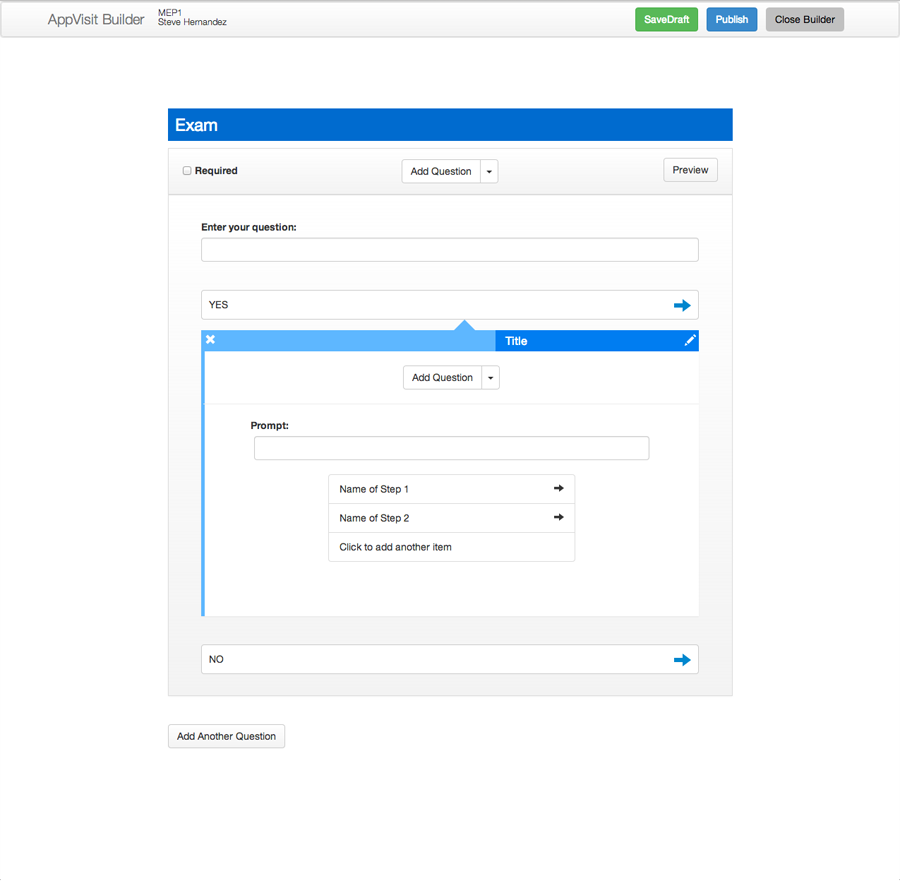 AppVisit Builder
MEP1
Steve Hernandez
SaveDraft
Publish
Close Builder
Exam
Required
Add Question
Preview
Enter your question:
YES
Title
Add Question
Prompt:
Name of Step 1
Name of Step 2
Click to add another item
NO
Add Another Question